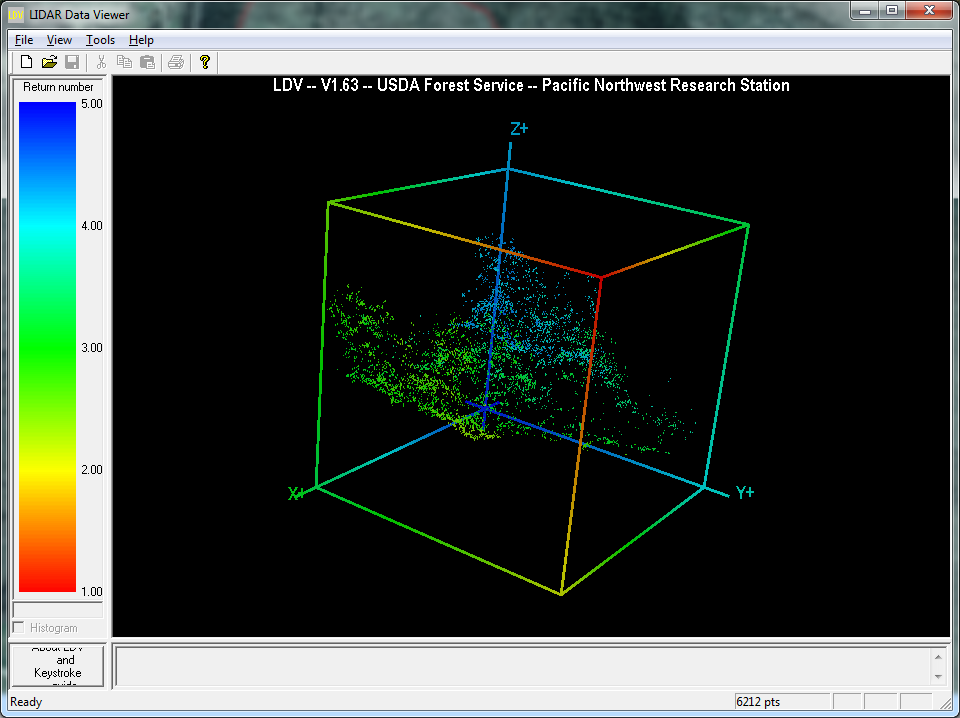 LDV LIDAR Data Viewer
File View Tools Help
Return number
LDV -- V1.63 -- USDA Forest Service -- Pacific Northwest Research Station
5.00
Z+
4.00
3.00
2.00
X+
Y+
1.00
Histogram
About LDV
and
Keystroke
guide
Ready
6212 pts